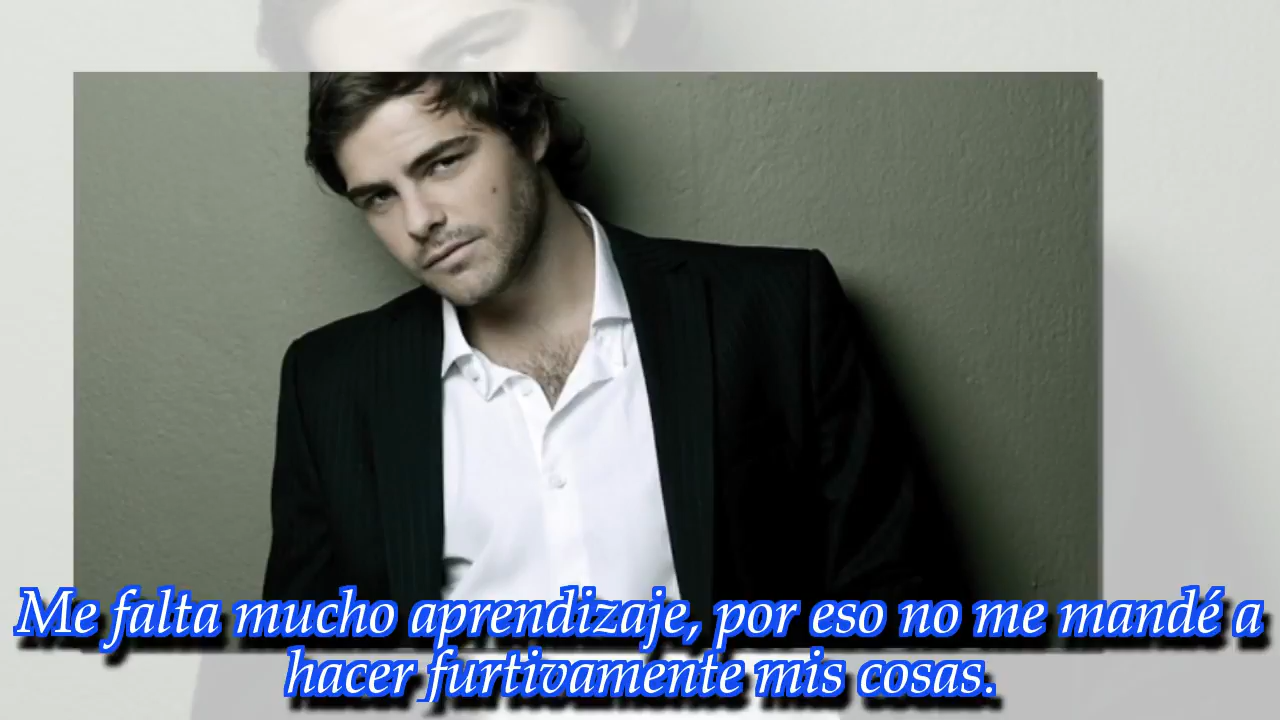 Me falta mucho aprendizaje, por eso no me mandé a
hacer furtivamente mis cosas.